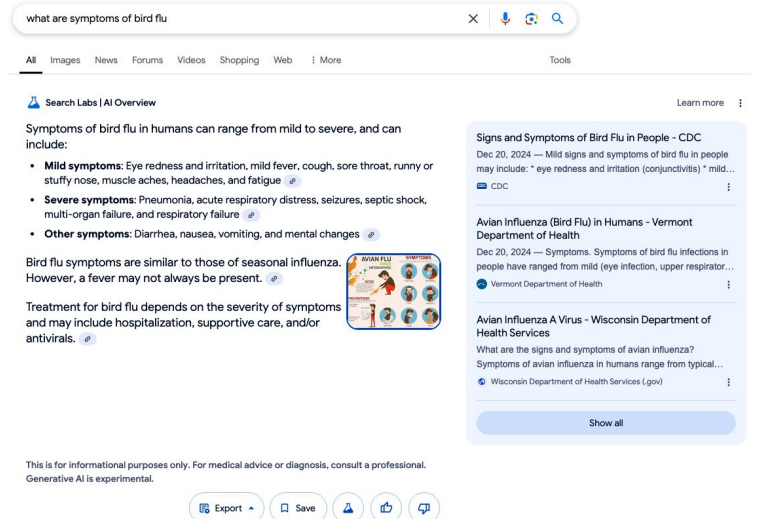 what are symptoms of bird flu
All Images News Forums Videos Shopping Web More Tools
Search Labs | AI Overview
Learn more
Symptoms of bird flu in humans can range from mild to severe, and can
include:
• Mild symptoms: Eye redness and irritation, mild fever, cough, sore throat, runny or
stuffy nose, muscle aches, headaches, and fatigue
• Severe symptoms: Pneumonia, acute respiratory distress, seizures, septic shock,
multi-organ failure, and respiratory failure
• Other symptoms: Diarrhea, nausea, vomiting, and mental changes
Bird flu symptoms are similar to those of seasonal influenza.
However, a fever may not always be present.
AVIAN FLU
SYMPTOMS
Treatment for bird flu depends on the severity of symptoms
and may include hospitalization, supportive care, and/or
antivirals.
Signs and Symptoms of Bird Flu in People - CDC
Dec 20, 2024 — Mild signs and symptoms of bird flu in people
may include: * eye redness and irritation (conjunctivitis) * mild...
CDC
Avian Influenza (Bird Flu) in Humans - Vermont
Department of Health
Dec 20, 2024 — Symptoms. Symptoms of bird flu infections in
people have ranged from mild (eye infection, upper respirator...
Vermont Department of Health
Avian Influenza A Virus - Wisconsin Department of
Health Services
What are the signs and symptoms of avian influenza?
Symptoms of avian influenza in humans range from typical...
Wisconsin Department of Health Services (.gov)
Show all
This is for informational purposes only. For medical advice or diagnosis, consult a professional.
Generative AI is experimental.
Export
Save